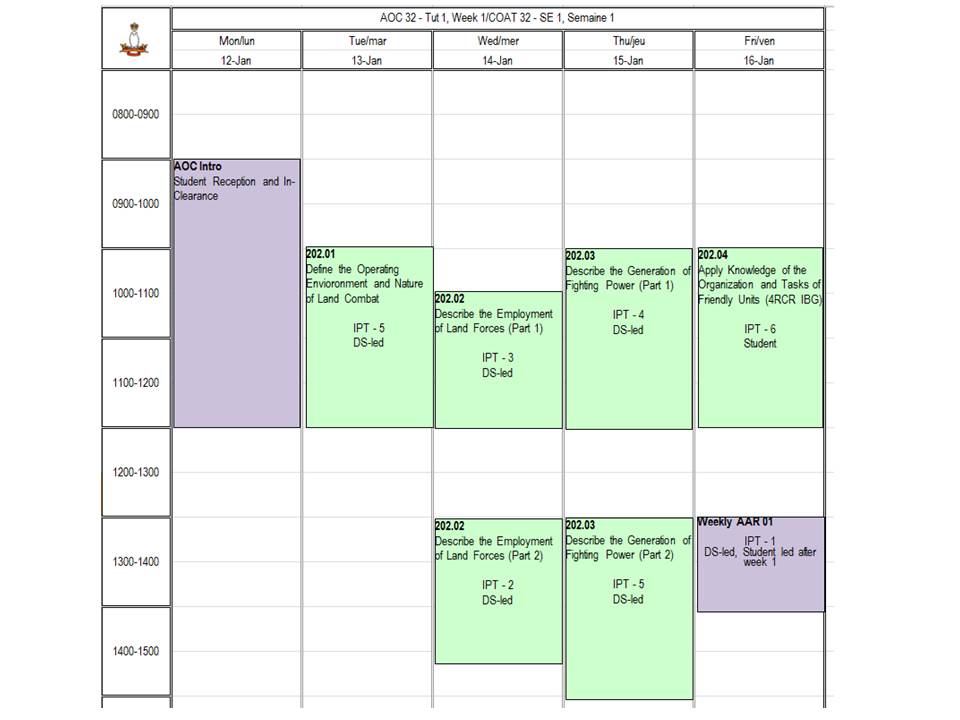 AOC 32 - Tut 1, Week 1/COAT 32 - SE 1, Semaine 1
Mon/lun
Tue/mar
Wed/mer
Thu/jeu
Fri/ven
12-Jan
13-Jan
14-Jan
15-Jan
16-Jan
0800-0900
0900-1000
1000-1100
1100-1200
1200-1300
1300-1400
1400-1500
AOC Intro
Student Reception and In-
Clearance
202.01
Define the Operating
Envioronment and Nature
of Land Combat
IPT - 5
DS-led
202.02
Describe the Employment
of Land Forces (Part 1)
IPT - 3
DS-led
202.02
Describe the Employment
of Land Forces (Part 2)
IPT - 2
DS-led
202.03
Describe the Generation of
Fighting Power (Part 1)
IPT - 4
DS-led
202.03
Describe the Generation of
Fighting Power (Part 2)
IPT - 5
DS-led
202.04
Apply Knowledge of the
Organization and Tasks of
Friendly Units (4RCR IBG)
IPT - 6
Student
Weekly AAR 01
IPT - 1
DS-led, Student led after
week 1